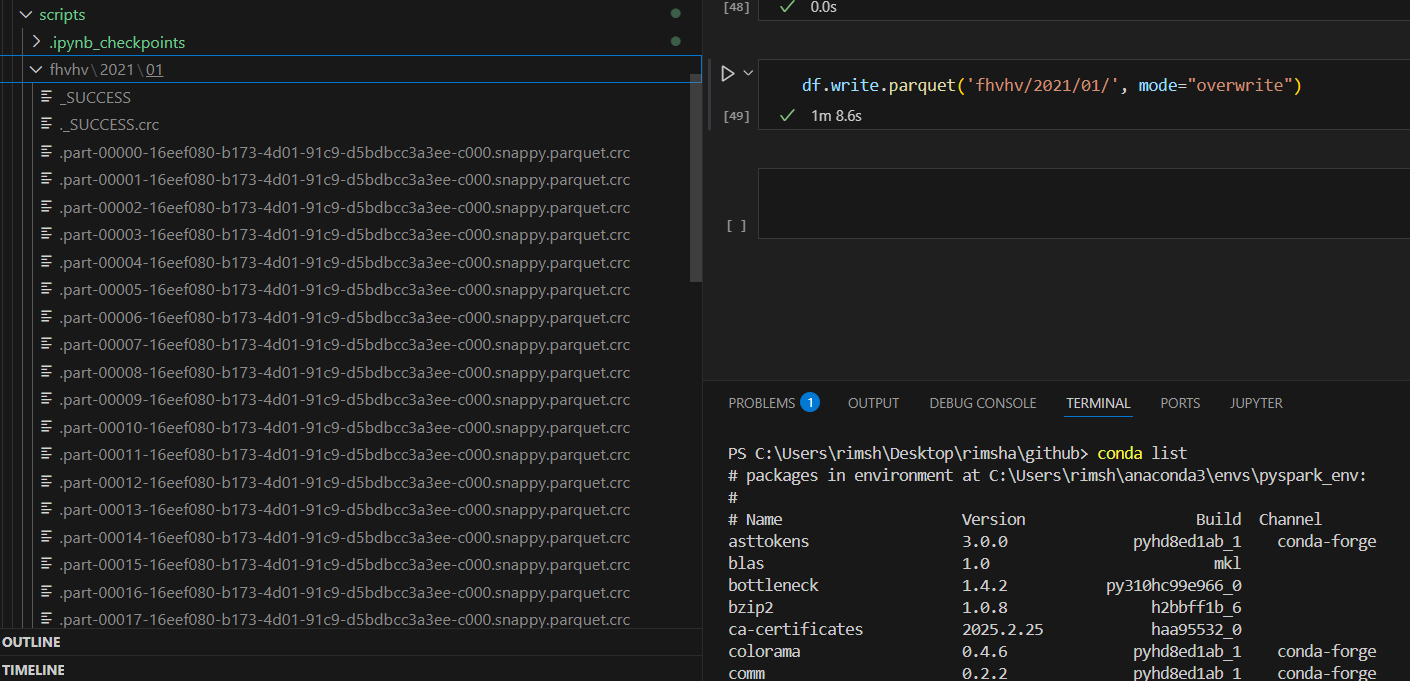 scripts
.ipynb_checkpoints
fhvhv\2021\01
_SUCCESS
._SUCCESS.crc
.part-00000-16eef080-b173-4d01-91c9-d5bdbcc3a3ee-c000.snappy.parquet.crc
.part-00001-16eef080-b173-4d01-91c9-d5bdbcc3a3ee-c000.snappy.parquet.crc
.part-00002-16eef080-b173-4d01-91c9-d5bdbcc3a3ee-c000.snappy.parquet.crc
.part-00003-16eef080-b173-4d01-91c9-d5bdbcc3a3ee-c000.snappy.parquet.crc
.part-00004-16eef080-b173-4d01-91c9-d5bdbcc3a3ee-c000.snappy.parquet.crc
.part-00005-16eef080-b173-4d01-91c9-d5bdbcc3a3ee-c000.snappy.parquet.crc
.part-00006-16eef080-b173-4d01-91c9-d5bdbcc3a3ee-c000.snappy.parquet.crc
.part-00007-16eef080-b173-4d01-91c9-d5bdbcc3a3ee-c000.snappy.parquet.crc
.part-00008-16eef080-b173-4d01-91c9-d5bdbcc3a3ee-c000.snappy.parquet.crc
.part-00009-16eef080-b173-4d01-91c9-d5bdbcc3a3ee-c000.snappy.parquet.crc
.part-00010-16eef080-b173-4d01-91c9-d5bdbcc3a3ee-c000.snappy.parquet.crc
.part-00011-16eef080-b173-4d01-91c9-d5bdbcc3a3ee-c000.snappy.parquet.crc
.part-00012-16eef080-b173-4d01-91c9-d5bdbcc3a3ee-c000.snappy.parquet.crc
.part-00013-16eef080-b173-4d01-91c9-d5bdbcc3a3ee-c000.snappy.parquet.crc
.part-00014-16eef080-b173-4d01-91c9-d5bdbcc3a3ee-c000.snappy.parquet.crc
.part-00015-16eef080-b173-4d01-91c9-d5bdbcc3a3ee-c000.snappy.parquet.crc
.part-00016-16eef080-b173-4d01-91c9-d5bdbcc3a3ee-c000.snappy.parquet.crc
.part-00017-16eef080-b173-4d01-91c9-d5bdbcc3a3ee-c000.snappy.parquet.crc
OUTLINE
TIMELINE
[48] 0.0s
df.write.parquet('fhvhv/2021/01/', mode="overwrite")
[49] 1m 8.6s
[ ]
PROBLEMS 1 OUTPUT DEBUG CONSOLE TERMINAL PORTS JUPYTER
PS C:\Users\rimsh\Desktop\rimsha\github> conda list
# packages in environment at C:\Users\rimsh\anaconda3\envs\pyspark_env:
#
# Name Version Build Channel
asttokens 3.0.0 pyhd8ed1ab_1 conda-forge
blas 1.0 mkl
bottleneck 1.4.2 py310hc99e966_0
bzip2 1.0.8 h2bbff1b_6
ca-certificates 2025.2.25 haa95532_0
colorama 0.4.6 pyhd8ed1ab_1 conda-forge
comm 0.2.2 pyhd8ed1ab_1 conda-forge